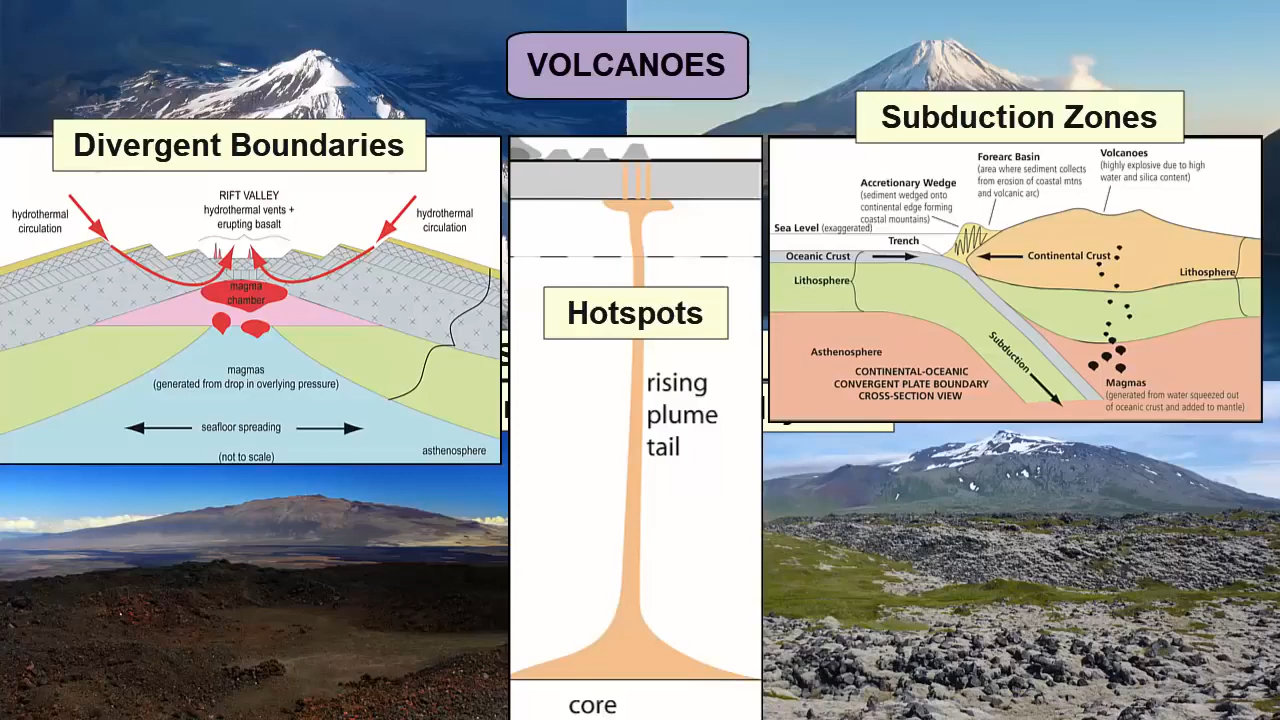 VOLCANOES
Divergent Boundaries
hydrothermal
circulation
RIFT VALLEY
hydrothermal vents +
erupting basalt
hydrothermal
circulation
magma
chamber
magmas
(generated from drop in overlying pressure)
seafloor spreading
(not to scale)
asthenosphere
Hotspots
rising
plume
tail
core
Subduction Zones
Forearc Basin
(area where sediment collects
from erosion of coastal mtns
and volcanic arc)
Volcanoes
(highly explosive due to high
water and silica content)
Accretionary Wedge
(sediment wedged onto
continental edge forming
coastal mountains)
Sea Level (exaggerated)
Trench
Oceanic Crust
Continental Crust
Lithosphere
Lithosphere
Subduction
Asthenosphere
CONTINENTAL-OCEANIC
CONVERGENT PLATE BOUNDARY
CROSS-SECTION VIEW
Magmas
(generated from water squeezed out
of oceanic crust and added to mantle)